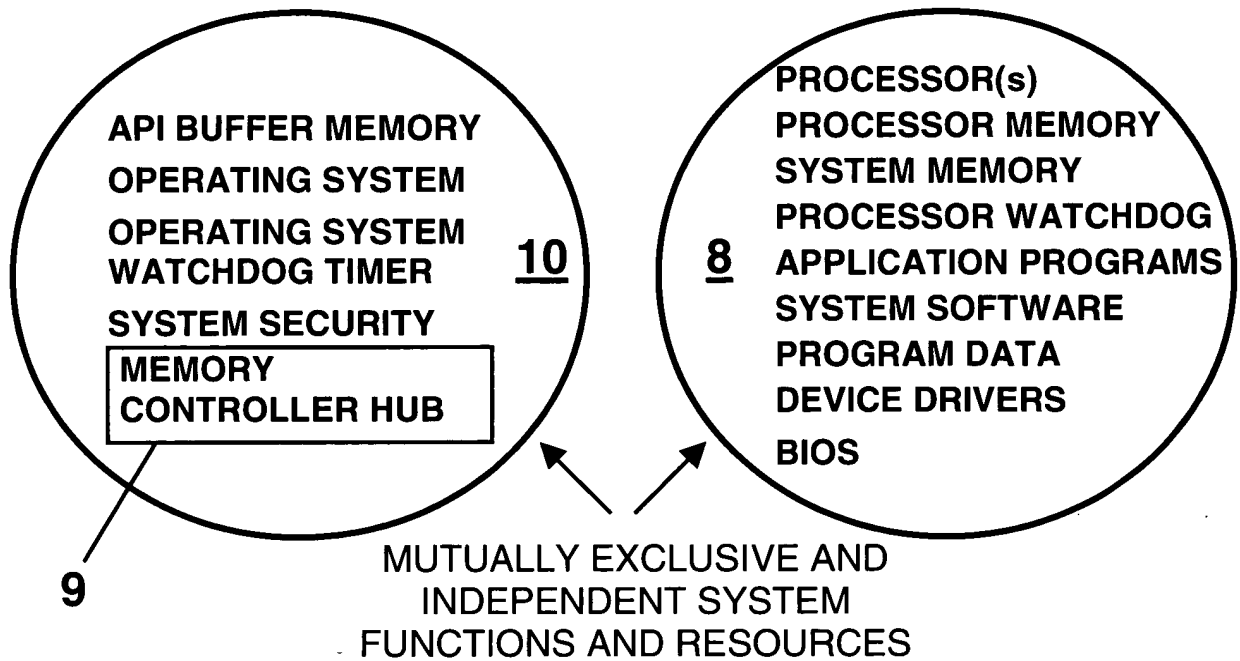 API BUFFER MEMORY
OPERATING SYSTEM
OPERATING SYSTEM
WATCHDOG TIMER
SYSTEM SECURITY
MEMORY
CONTROLLER HUB
10
9
8
PROCESSOR(s)
PROCESSOR MEMORY
SYSTEM MEMORY
PROCESSOR WATCHDOG
APPLICATION PROGRAMS
SYSTEM SOFTWARE
PROGRAM DATA
DEVICE DRIVERS
BIOS
MUTUALLY EXCLUSIVE AND
INDEPENDENT SYSTEM
FUNCTIONS AND RESOURCES